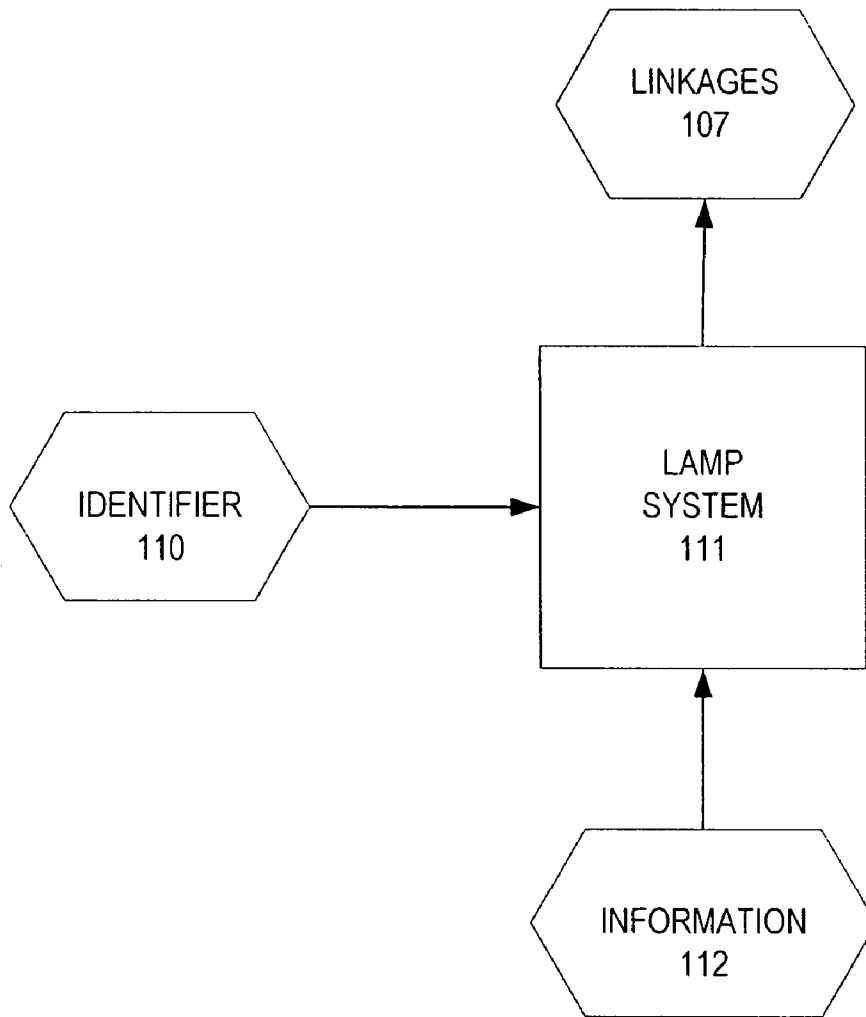 LINKAGES
107
IDENTIFIER
110
LAMP
SYSTEM
111
INFORMATION
112